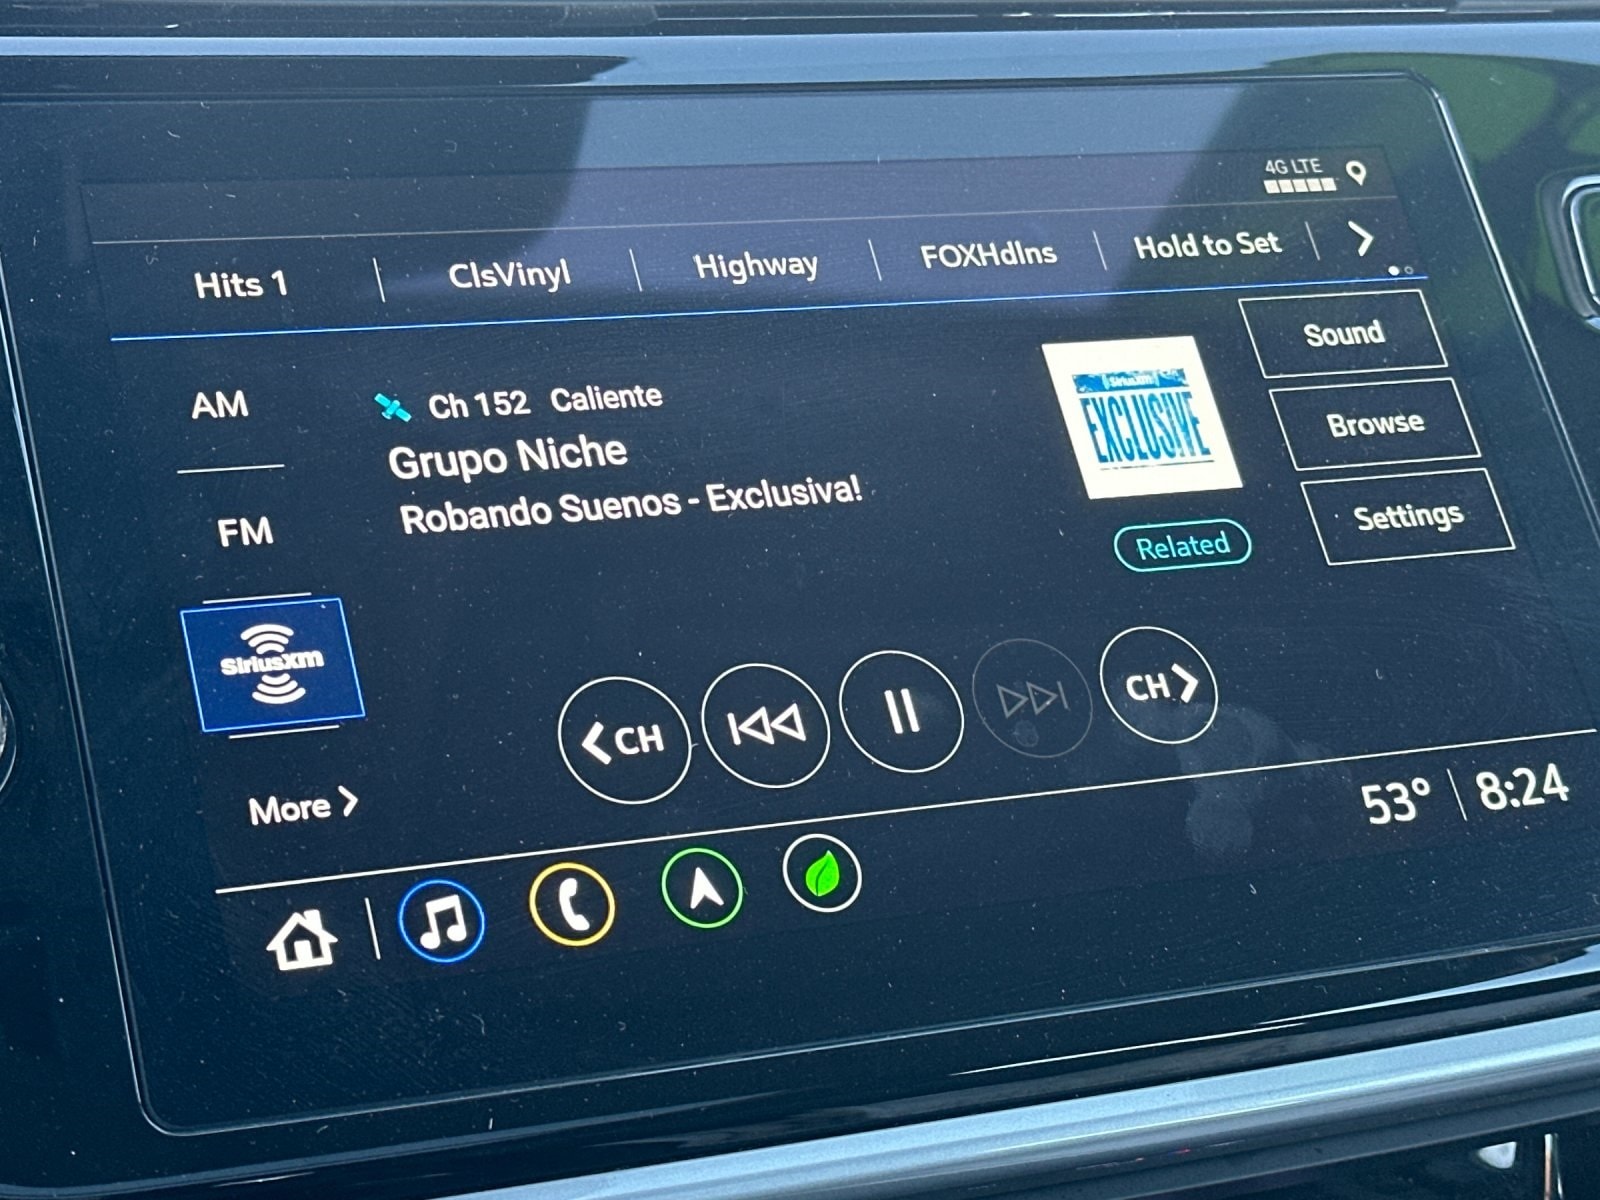 4G LTE
Hits 1 ClsVinyl Highway FOXHdlns Hold to Set
AM
FM
siriusxm
More
Ch 152 Caliente
Grupo Niche
Robando Suenos - Exclusiva!
SiriusXM
EXCLUSIVE
Related
Sound
Browse
Settings
CH
CH
53° 8:24